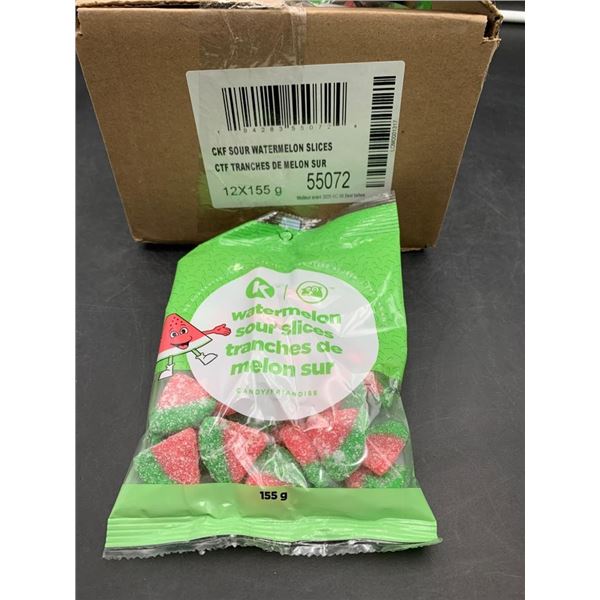 CKF SOUR WATERMELON SLICES
CTF TRANCHES DE MELON SUR
12X155 g
55072
k
watermelon
sour slices
tranches de
melon sur
CANDY/FRIANDISE
155 g